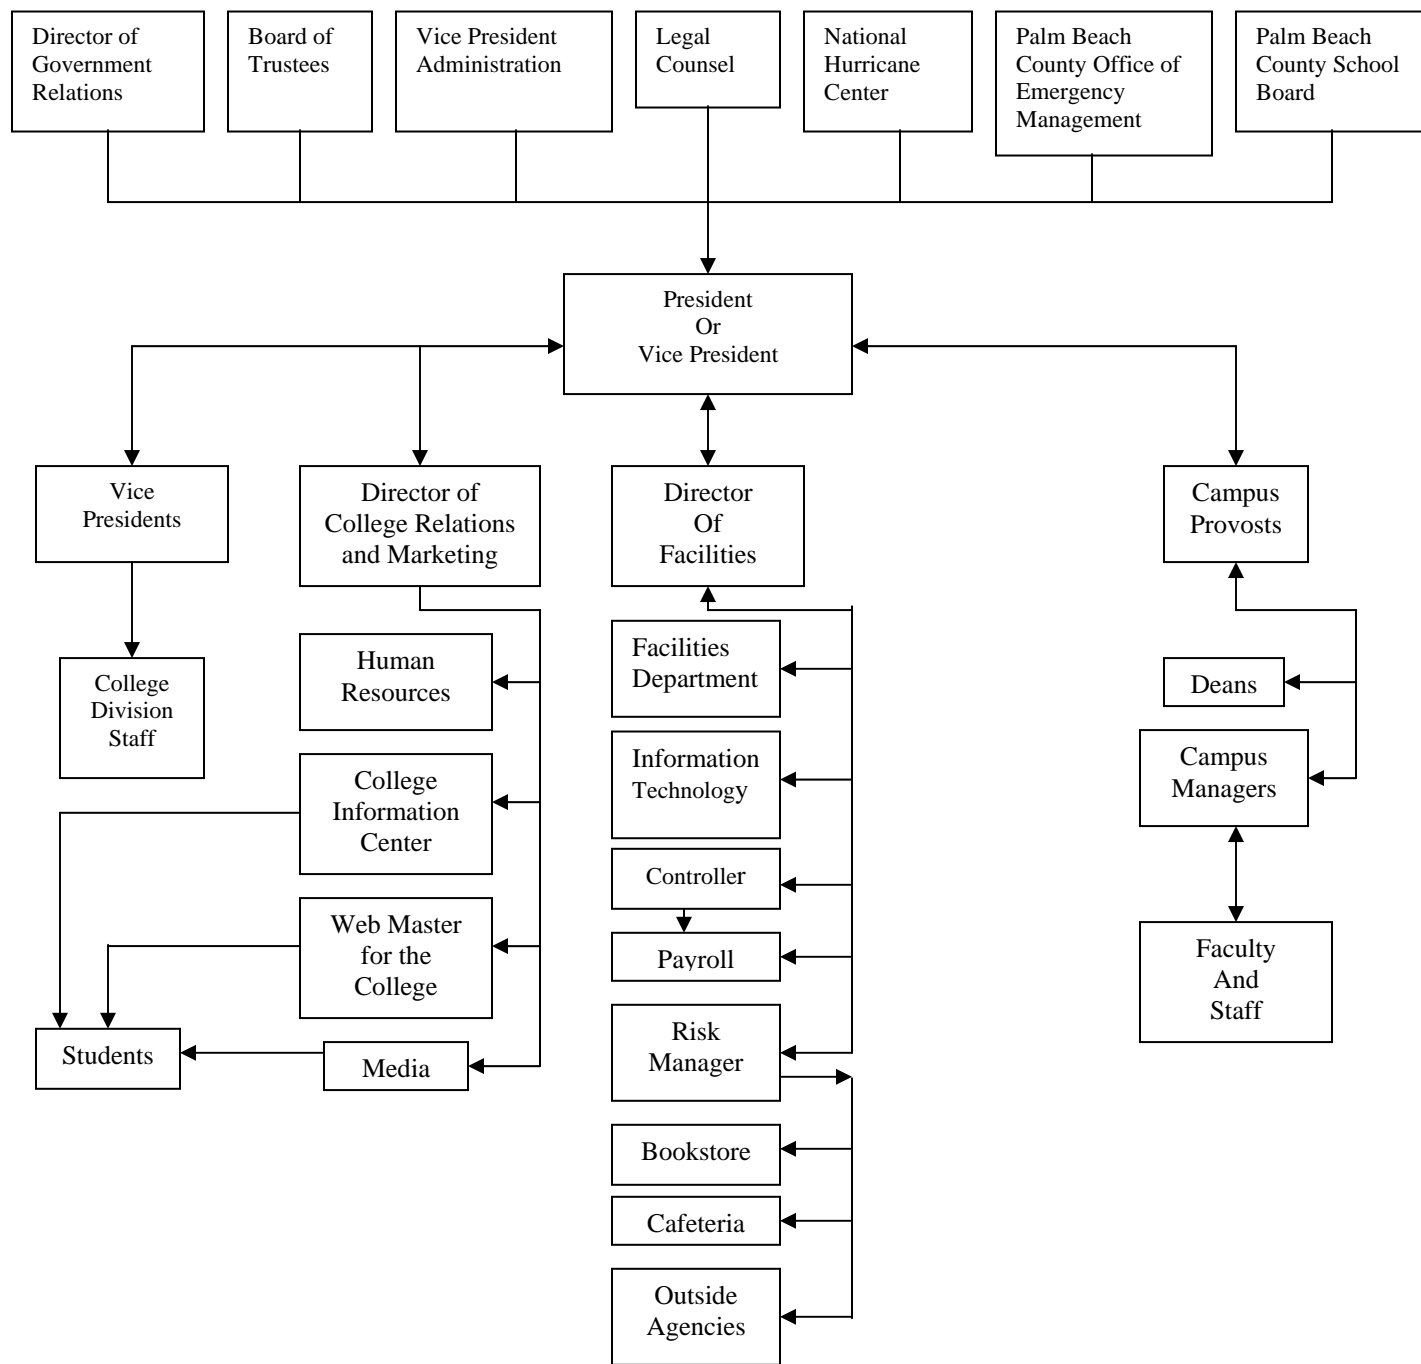 Director of
Government
Relations
Board of
Trustees
Vice President
Administration
Legal
Counsel
National
Hurricane
Center
Palm Beach
County Office of
Emergency
Management
Palm Beach
County School
Board
President
Or
Vice President
Vice
Presidents
Director of
College Relations
and Marketing
Director
Of
Facilities
Campus
Provosts
College
Division
Staff
Human
Resources
College
Information
Center
Web Master
for the
College
Media
Students
Facilities
Department
Information
Technology
Controller
Payroll
Risk
Manager
Bookstore
Cafeteria
Outside
Agencies
Deans
Campus
Managers
Faculty
And
Staff